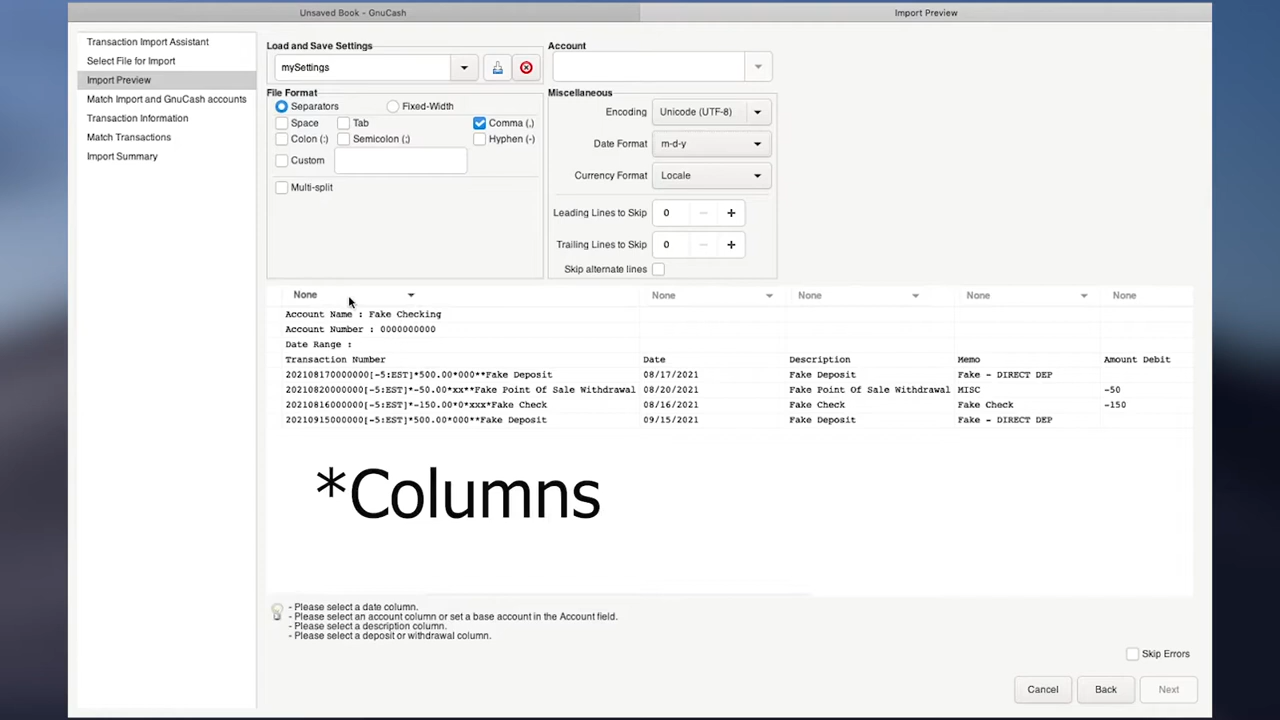 Unsaved Book - GnuCash
Import Preview
Transaction Import Assistant
Select File for Import
Import Preview
Match Import and GnuCash accounts
Transaction Information
Match Transactions
Import Summary
Load and Save Settings
mySettings
Account
File Format
Separators
Fixed-Width
Space
Tab
Comma (,)
Colon (:)
Semicolon (;)
Hyphen (-)
Custom
Multi-split
Miscellaneous
Encoding
Unicode (UTF-8)
Date Format
m-d-y
Currency Format
Locale
Leading Lines to Skip
0
Trailing Lines to Skip
0
Skip alternate lines
None None None None None
Account Name : Fake Checking
Account Number : 0000000000
Date Range :
Transaction Number Date Description Memo Amount Debit
20210817000000[-5:EST]*500.00*000**Fake Deposit 08/17/2021 Fake Deposit Fake - DIRECT DEP
20210820000000[-5:EST]*-50.00*xx**Fake Point Of Sale Withdrawal 08/20/2021 Fake Point Of Sale Withdrawal MISC -50
20210816000000[-5:EST]*-150.00*0*xxx*Fake Check 08/16/2021 Fake Check Fake Check -150
20210915000000[-5:EST]*500.00*000**Fake Deposit 09/15/2021 Fake Deposit Fake - DIRECT DEP
*Columns
- Please select a date column.
- Please select an account column or set a base account in the Account field.
- Please select a description column.
- Please select a deposit or withdrawal column.
Skip Errors
Cancel
Back
Next